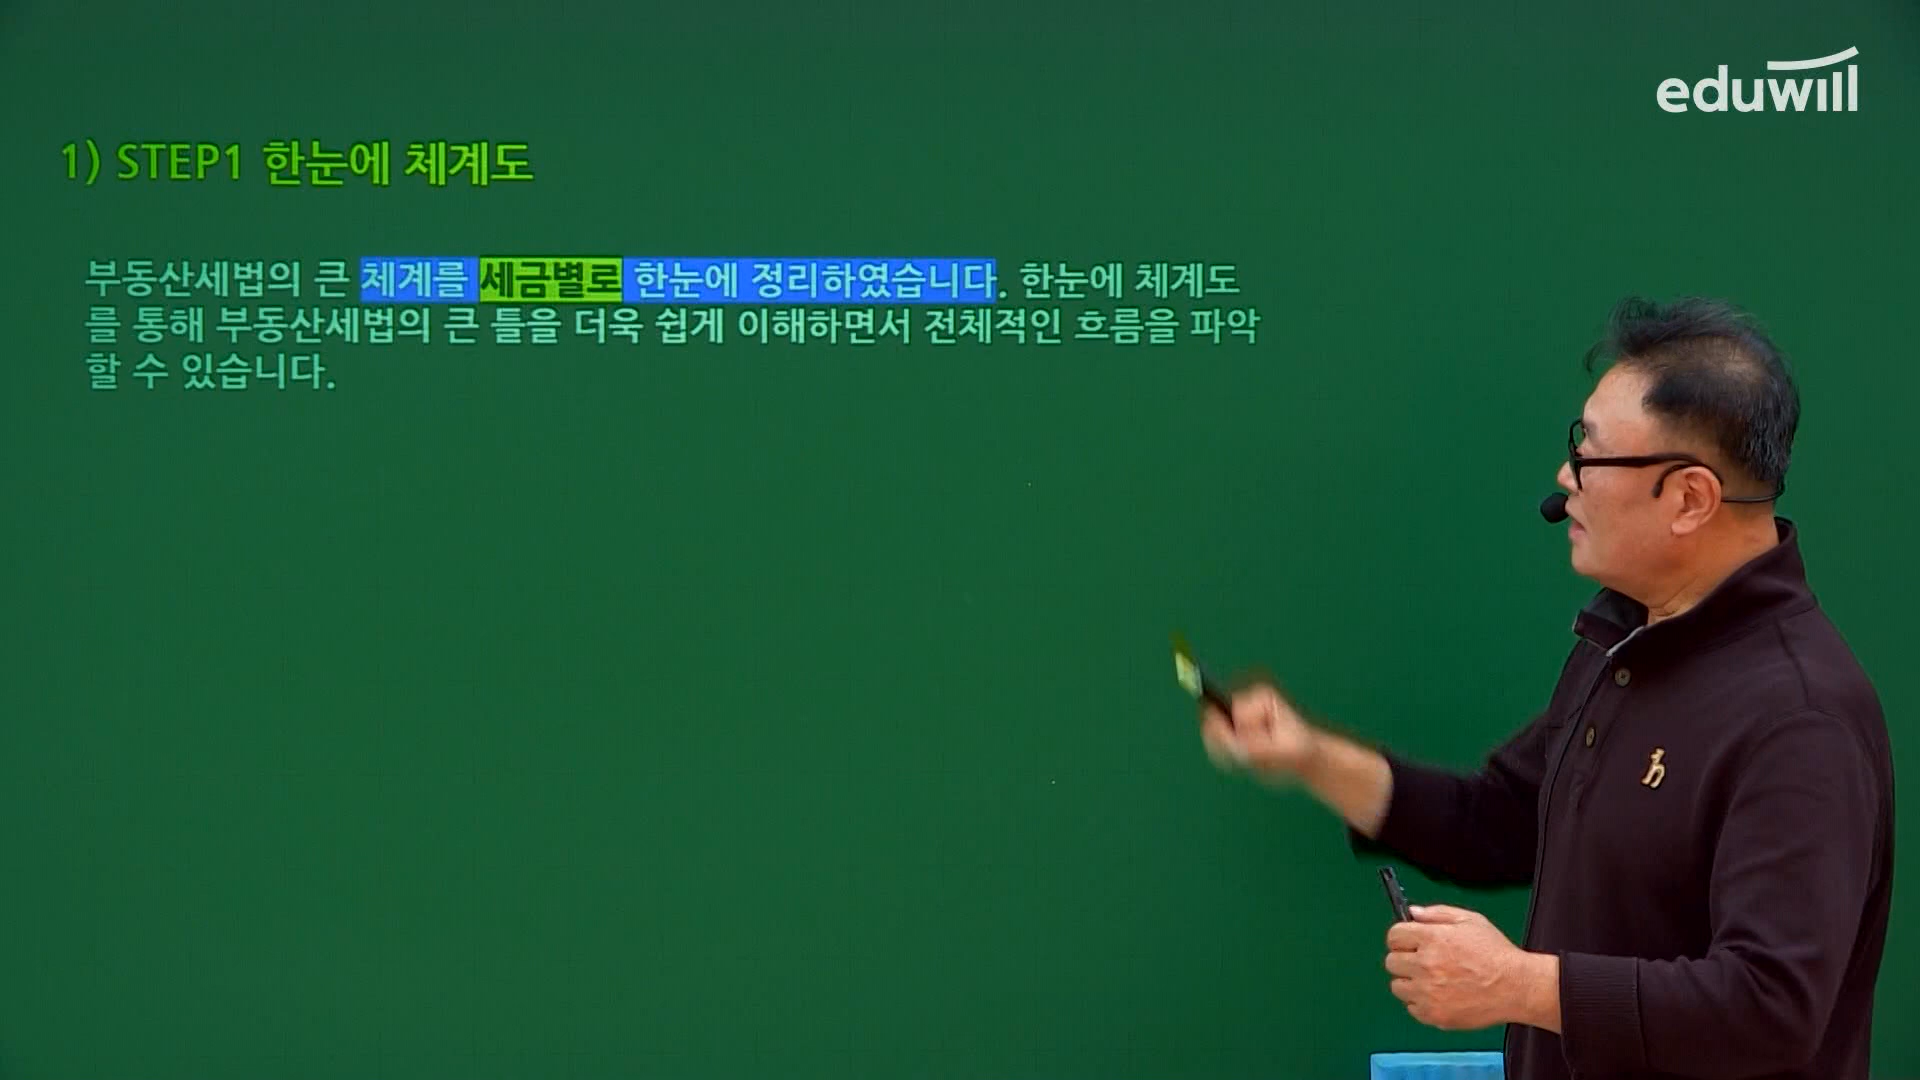 eduwill
1) STEP1 한눈에 체계도
부동산세법의 큰 체계를 세금별로 한눈에 정리하였습니다. 한눈에 체계도
를 통해 부동산세법의 큰 틀을 더욱 쉽게 이해하면서 전체적인 흐름을 파악
할 수 있습니다.